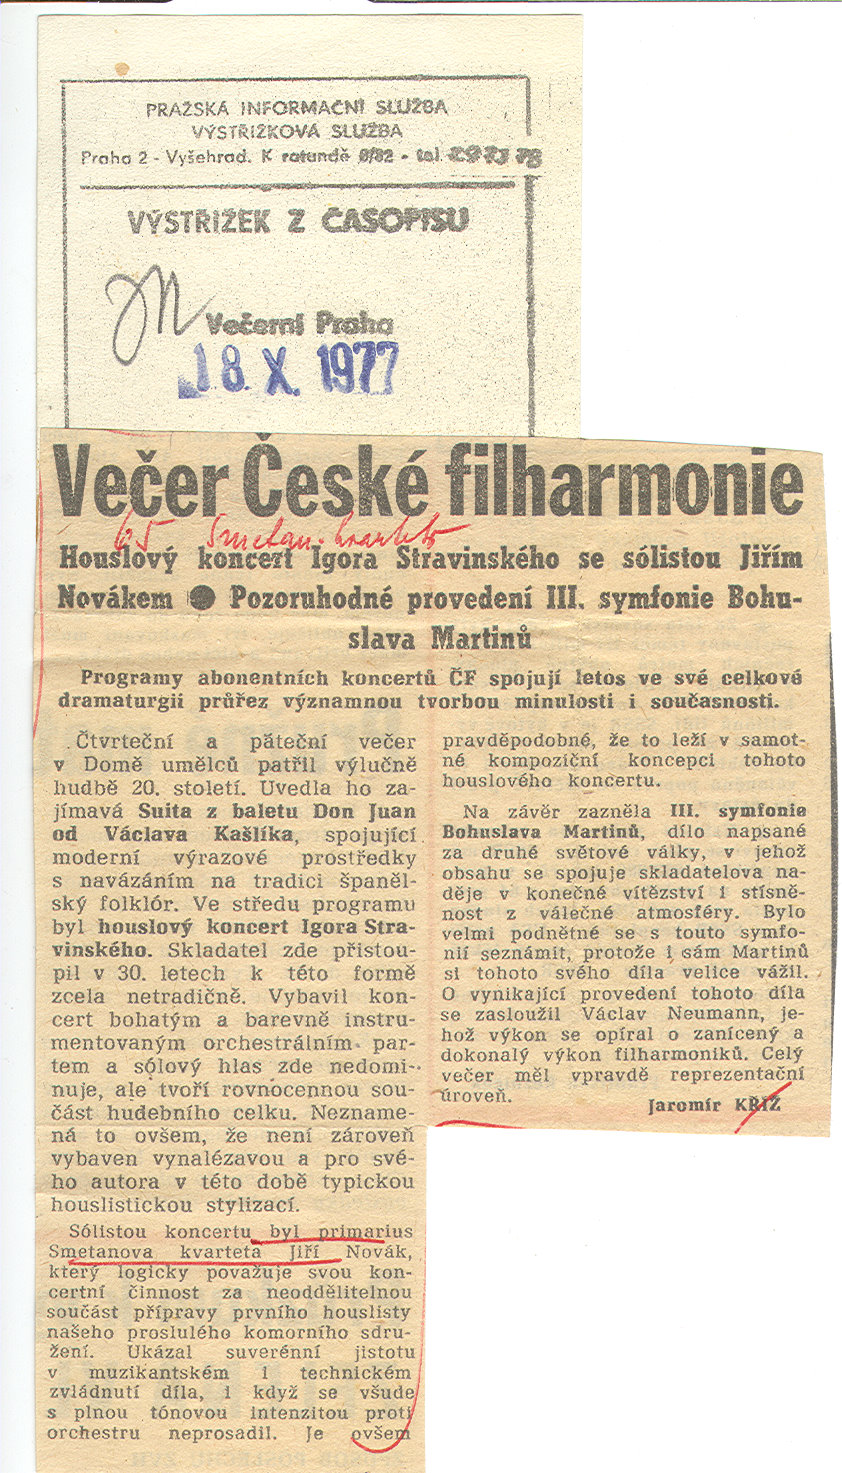 PRAŽSKÁ INFORMAČNÍ SLUŽBA
VÝSTŘIŽKOVÁ SLUŽBA
Praha 2 - Vyšehrad. K rotundě - tel.
VÝSTŘIŽEK Z ČASOPISU
Večerní Praha
18 X. 1977
Večer České filharmonie
65 Smetan. kvarteto
Houslový koncert Igora Stravinského se sólistou Jiřím
Novákem ● Pozoruhodné provedení III. symfonie Bohu-
slava Martinů
Programy abonentních koncertů ČF spojují letos ve své celkové
dramaturgii průřez významnou tvorbou minulosti i současnosti.
Čtvrteční a páteční večer
v Domě umělců patřil výlučně
hudbě 20. století. Uvedla ho za-
jímavá Suita z baletu Don Juan
od Václava Kašlíka, spojující
moderní výrazové prostředky
s navázáním na tradici španěl-
ský folklór. Ve středu programu
byl houslový koncert Igora Stra-
vinského. Skladatel zde přistou-
pil v 30. letech k této formě
zcela netradičně. Vybavil kon-
cert bohatým a barevně instru-
mentovaným orchestrálním par-
tem a sólový hlas zde nedomi-
nuje, ale tvoří rovnocennou sou-
část hudebního celku. Nezname-
ná to ovšem, že není zároveň
vybaven vynalézavou a pro své-
ho autora v této době typickou
houslistickou stylizací.
Sólistou koncertu byl primarius
Smetanova kvarteta Jiří Novák,
který logicky považuje svou kon-
certní činnost za neoddělitelnou
součást přípravy prvního houslisty
našeho proslulého komorního sdru-
žení. Ukázal suverénní jistotu
v muzikantském i technickém
zvládnutí díla, i když se všude
s plnou tónovou intenzitou proti
orchestru neprosadil. Je ovšem
pravděpodobné, že to leží v samot-
né kompoziční koncepci tohoto
houslového koncertu.
Na závěr zazněla III. symfonie
Bohuslava Martinů, dílo napsané
za druhé světové války, v jehož
obsahu se spojuje skladatelova na-
děje v konečné vítězství i stísně-
nost z válečné atmosféry. Bylo
velmi podnětné se s touto symfo-
nií seznámit, protože i sám Martinů
si tohoto svého díla velice vážil.
O vynikající provedení tohoto díla
se zasloužil Václav Neumann, je-
hož výkon se opíral o zanícený a
dokonalý výkon filharmoniků. Celý
večer měl vpravdě reprezentační
úroveň.
Jaromír KŘÍŽ